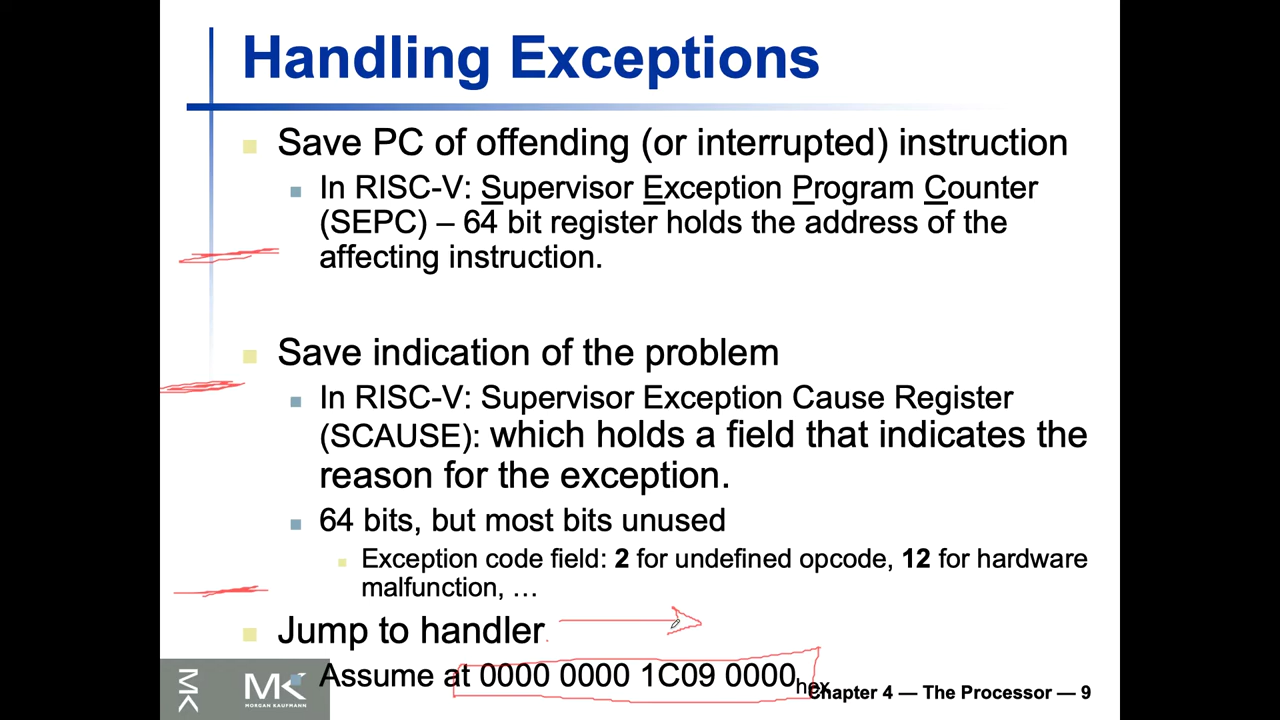 Handling Exceptions
Save PC of offending (or interrupted) instruction
In RISC-V: Supervisor Exception Program Counter
(SEPC) – 64 bit register holds the address of the
affecting instruction.
Save indication of the problem
In RISC-V: Supervisor Exception Cause Register
(SCAUSE): which holds a field that indicates the
reason for the exception.
64 bits, but most bits unused
Exception code field: 2 for undefined opcode, 12 for hardware
malfunction, …
Jump to handler
Assume at 0000 0000 1C09 0000hex
MK
MK
MORGAN KAUFMANN
Chapter 4 — The Processor — 9